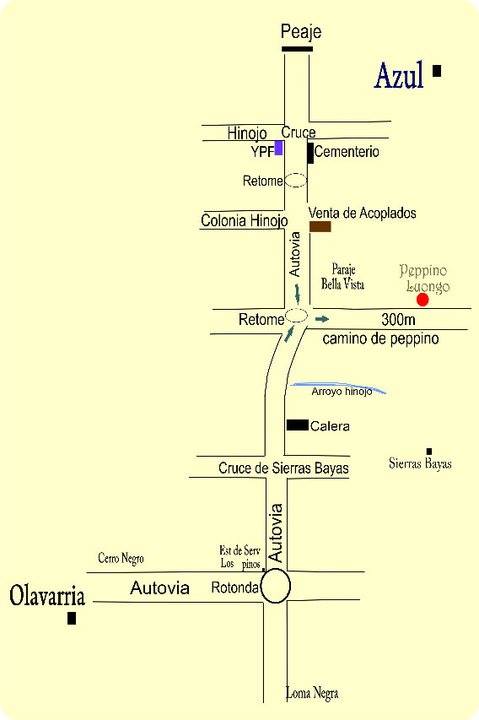 Peaje
Azul
Hinojo Cruce
YPF
Cementerio
Retome
Colonia Hinojo
Venta de Acoplados
Autovia
Paraje
Bella Vista
Peppino
Luongo
Retome
300m
camino de peppino
Arroyo hinojo
Calera
Cruce de Sierras Bayas
Sierras Bayas
Autovia
Cerro Negro
Est de Serv
Los pinos
Olavarria
Autovia
Rotonda
Loma Negra